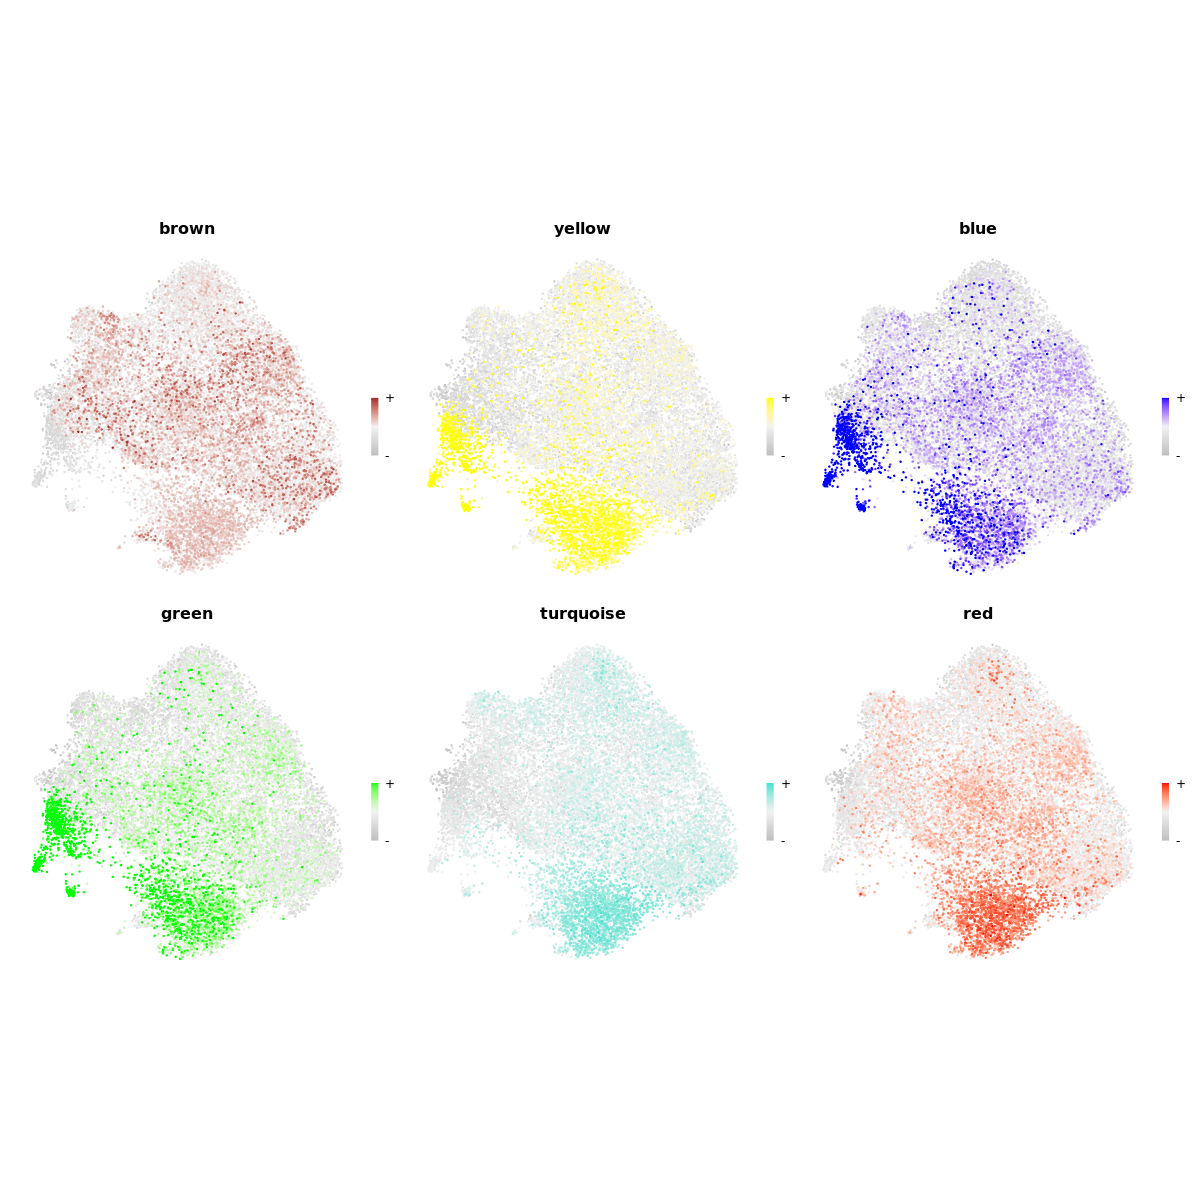 brown
yellow
blue
+
-
+
-
+
-
green
turquoise
red
+
-
+
-
+
-